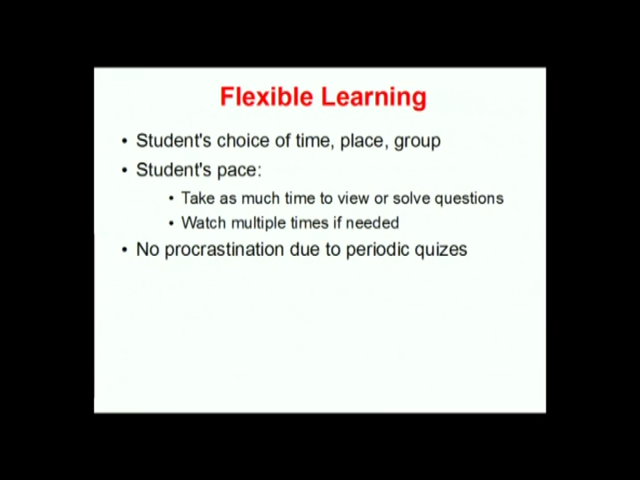 Flexible Learning
• Student's choice of time, place, group
• Student's pace:
• Take as much time to view or solve questions
• Watch multiple times if needed
• No procrastination due to periodic quizes